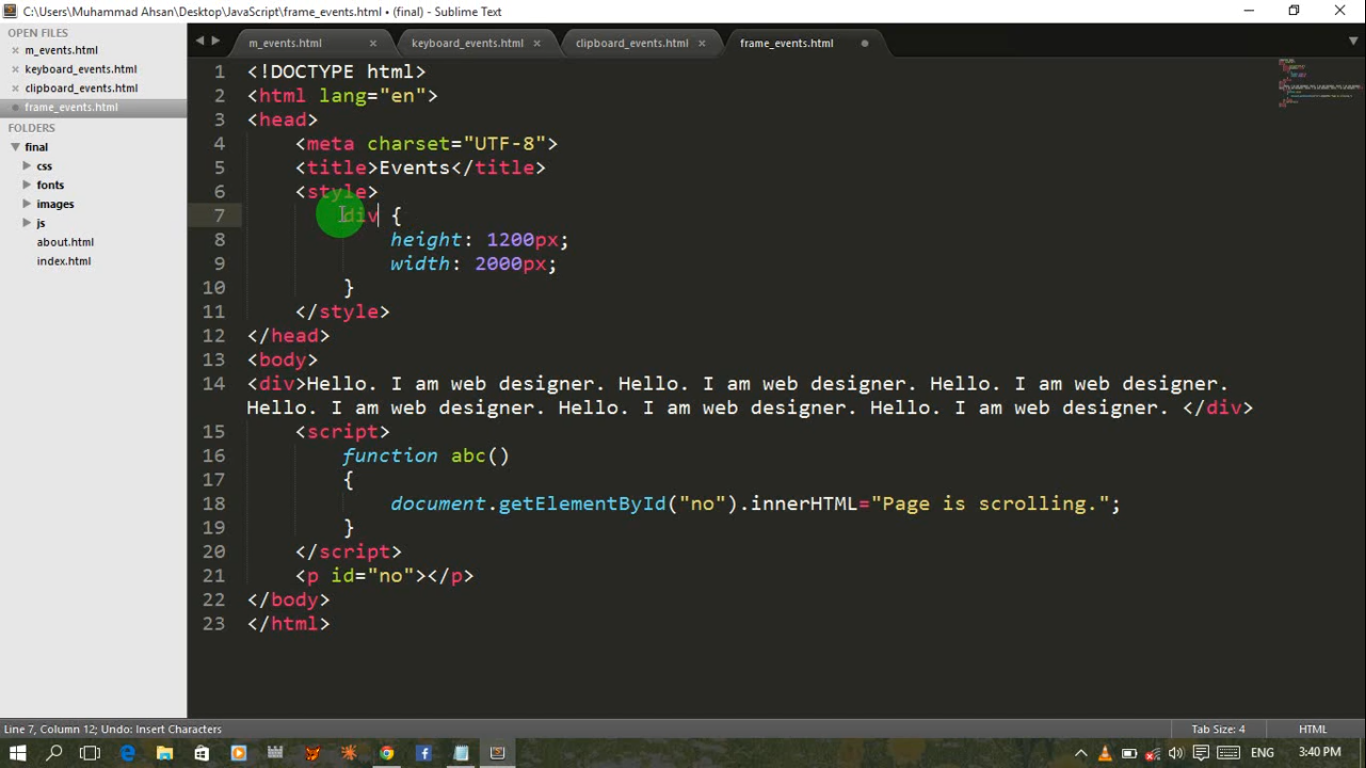 C:\Users\Muhammad Ahsan\Desktop\JavaScript\frame_events.html • (final) - Sublime Text
OPEN FILES
m_events.html
keyboard_events.html
clipboard_events.html
frame_events.html
FOLDERS
final
css
fonts
images
js
about.html
index.html
m_events.html × keyboard_events.html × clipboard_events.html × frame_events.html
1 <!DOCTYPE html>
2 <html lang="en">
3 <head>
4 <meta charset="UTF-8">
5 <title>Events</title>
6 <style>
7 div {
8 height: 1200px;
9 width: 2000px;
10 }
11 </style>
12 </head>
13 <body>
14 <div>Hello. I am web designer. Hello. I am web designer. Hello. I am web designer.
Hello. I am web designer. Hello. I am web designer. Hello. I am web designer. </div>
15 <script>
16 function abc()
17 {
18 document.getElementById("no").innerHTML="Page is scrolling.";
19 }
20 </script>
21 <p id="no"></p>
22 </body>
23 </html>
Line 7, Column 12; Undo: Insert Characters Tab Size: 4 HTML
ENG 3:40 PM